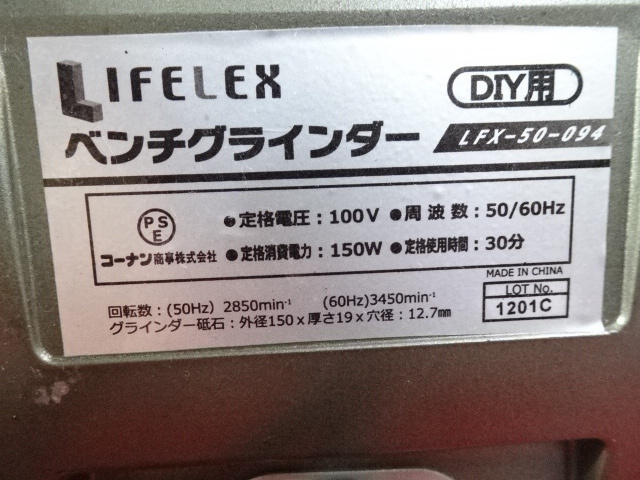 LIFELEX
DIY用
ベンチグラインダー
LFX-50-094
PS
E
コーナン商事株式会社
●定格電圧：100V ●周波数：50/60Hz
●定格消費電力：150W ●定格使用時間：30分
MADE IN CHINA
LOT No.
1201C
回転数：(50Hz) 2850min⁻¹ (60Hz)3450min⁻¹
グラインダー砥石：外径150ｘ厚さ19ｘ穴径：12.7㎜